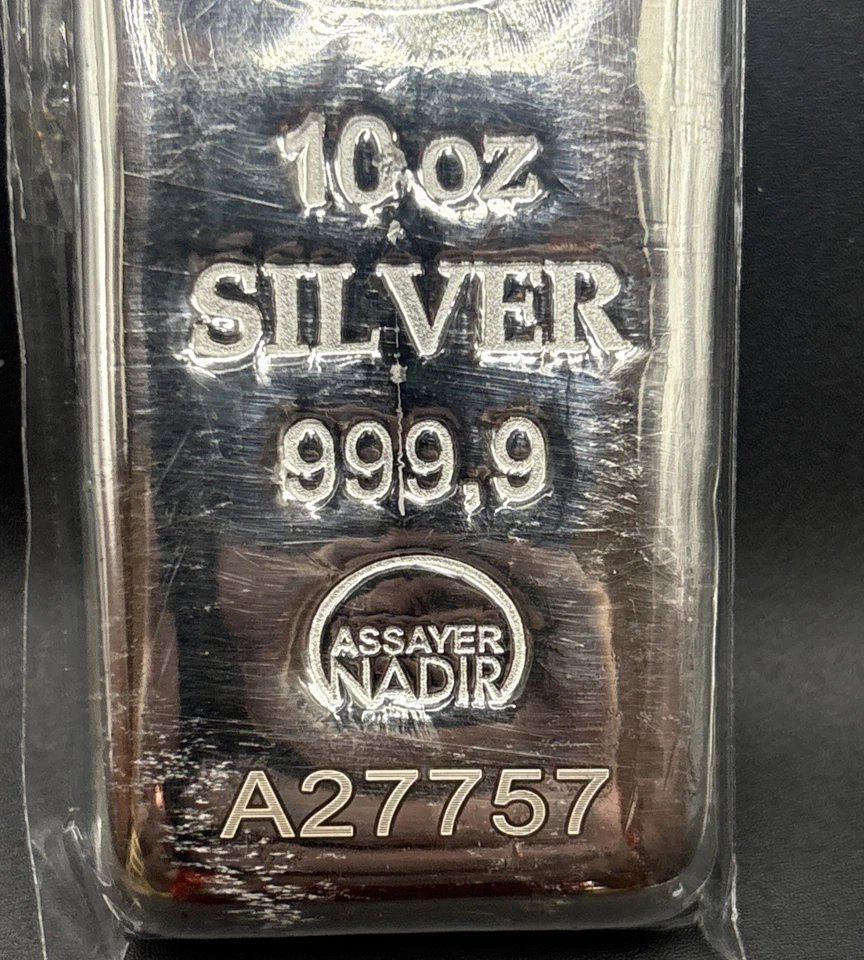 10 oz
SILVER
999,9
ASSAYER
NADIR
A27757